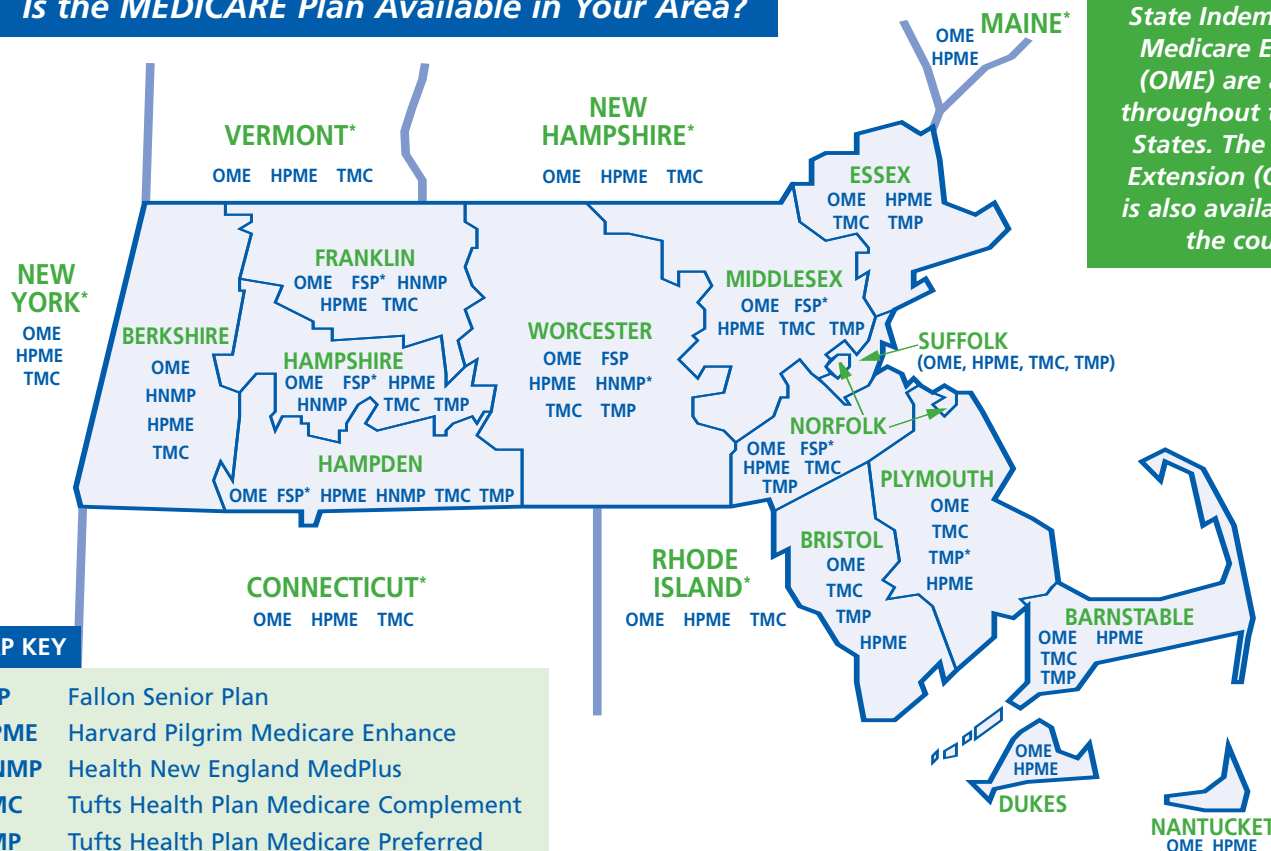 Is the MEDICARE Plan Available in Your Area?
State Indem
Medicare E
(OME) are
throughout t
States. The
Extension (
is also availa
the cou
MAINE*
OME
HPME
VERMONT*
OME HPME TMC
NEW
HAMPSHIRE*
OME HPME TMC
NEW
YORK*
OME
HPME
TMC
BERKSHIRE
OME
HNMP
HPME
TMC
FRANKLIN
OME FSP* HNMP
HPME TMC
HAMPSHIRE
OME FSP* HPME
HNMP TMC TMP
HAMPDEN
OME FSP* HPME HNMP TMC TMP
WORCESTER
OME FSP
HPME HNMP*
TMC TMP
MIDDLESEX
OME FSP*
HPME TMC TMP
ESSEX
OME HPME
TMC TMP
SUFFOLK
(OME, HPME, TMC, TMP)
NORFOLK
OME FSP*
HPME TMC
TMP
PLYMOUTH
OME
TMC
TMP*
HPME
BRISTOL
OME
TMC
TMP
HPME
BARNSTABLE
OME HPME
TMC
TMP
DUKES
OME
HPME
NANTUCKET
OME HPME
CONNECTICUT*
OME HPME TMC
RHODE
ISLAND*
OME HPME TMC
P KEY
P Fallon Senior Plan
PME Harvard Pilgrim Medicare Enhance
NMP Health New England MedPlus
MC Tufts Health Plan Medicare Complement
MP Tufts Health Plan Medicare Preferred